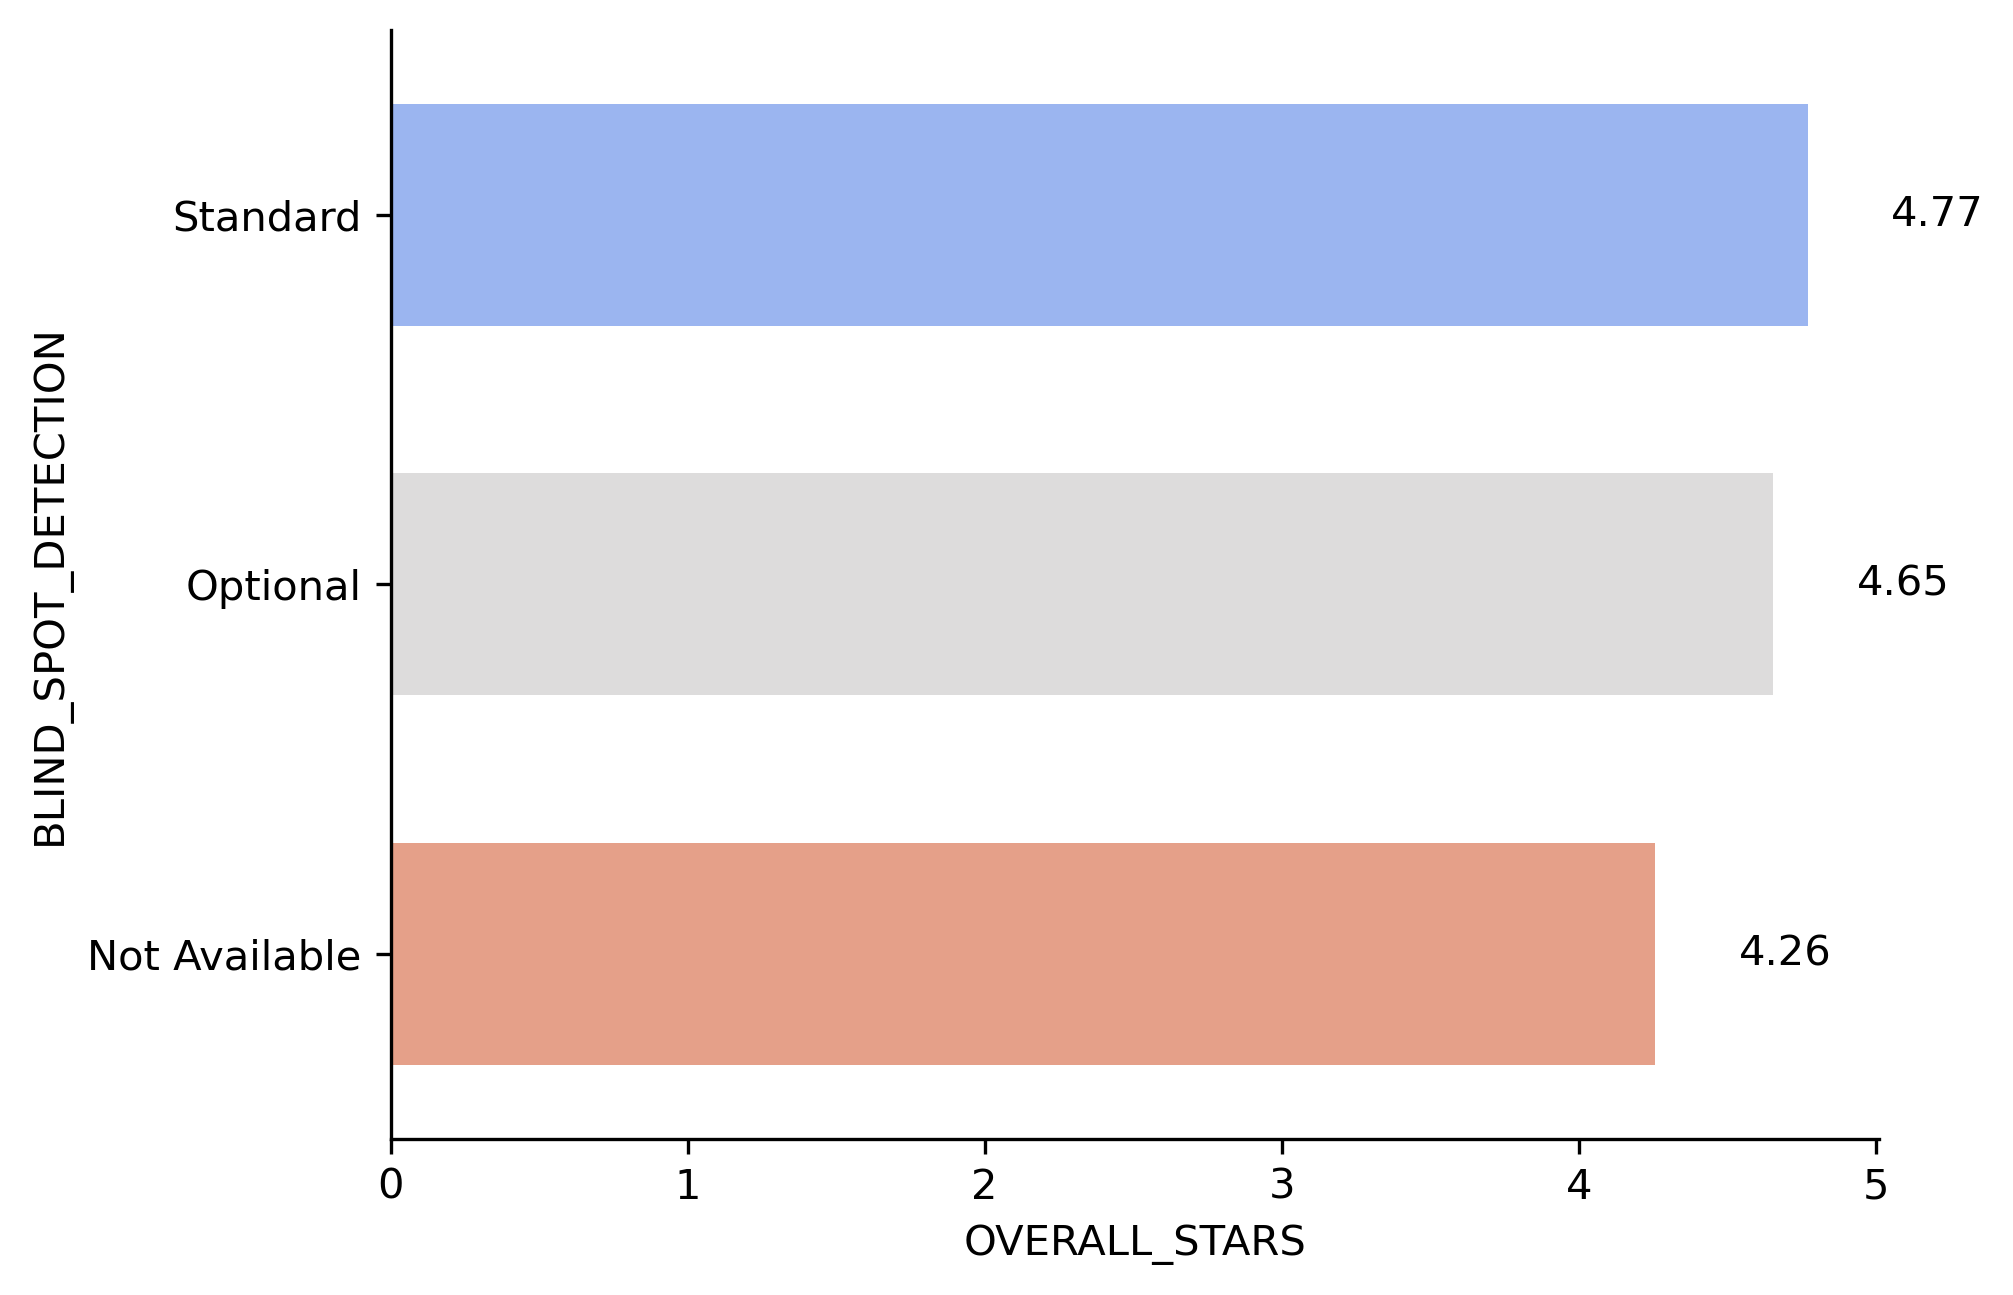 Standard
4.77
Optional
4.65
Not Available
4.26
BLIND_SPOT_DETECTION
0 1 2 3 4 5
OVERALL_STARS